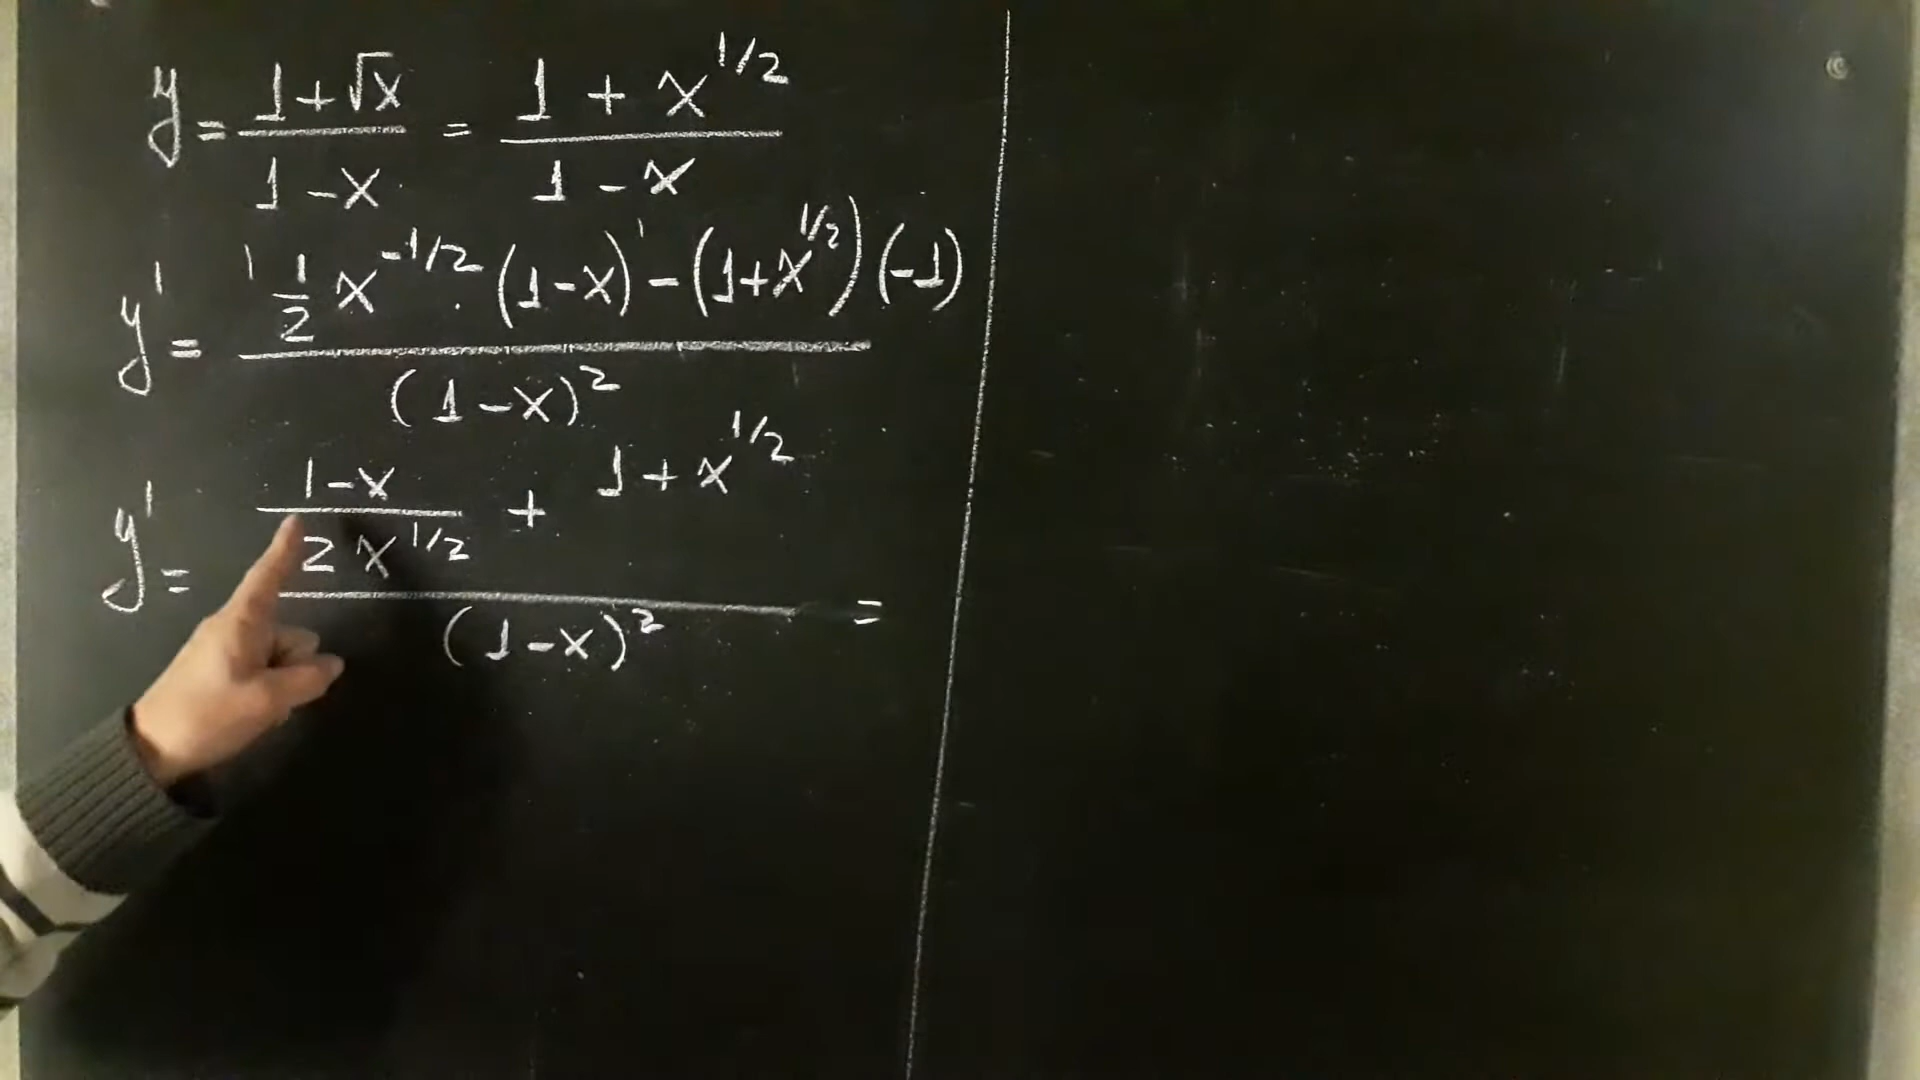 y = (1+√x)/(1-x) = (1 + x^(1/2))/(1-x)
y' = (1/2 x^(-1/2) · (1-x) - (1+x^(1/2))(-1))/(1-x)^2
y' = ((1-x)/(2x^(1/2)) + 1+x^(1/2))/(1-x)^2 =